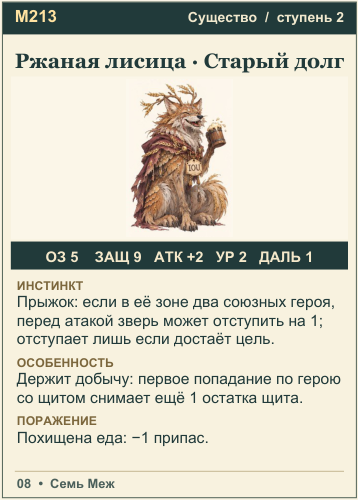 M213
Существо / ступень 2
Ржаная лисица · Старый долг
IOU
ОЗ 5 ЗАЩ 9 АТК +2 УР 2 ДАЛЬ 1
ИНСТИНКТ
Прыжок: если в её зоне два союзных героя,
перед атакой зверь может отступить на 1;
отступает лишь если достаёт цель.
ОСОБЕННОСТЬ
Держит добычу: первое попадание по герою
со щитом снимает ещё 1 остатка щита.
ПОРАЖЕНИЕ
Похищена еда: −1 припас.
08 • Семь Меж